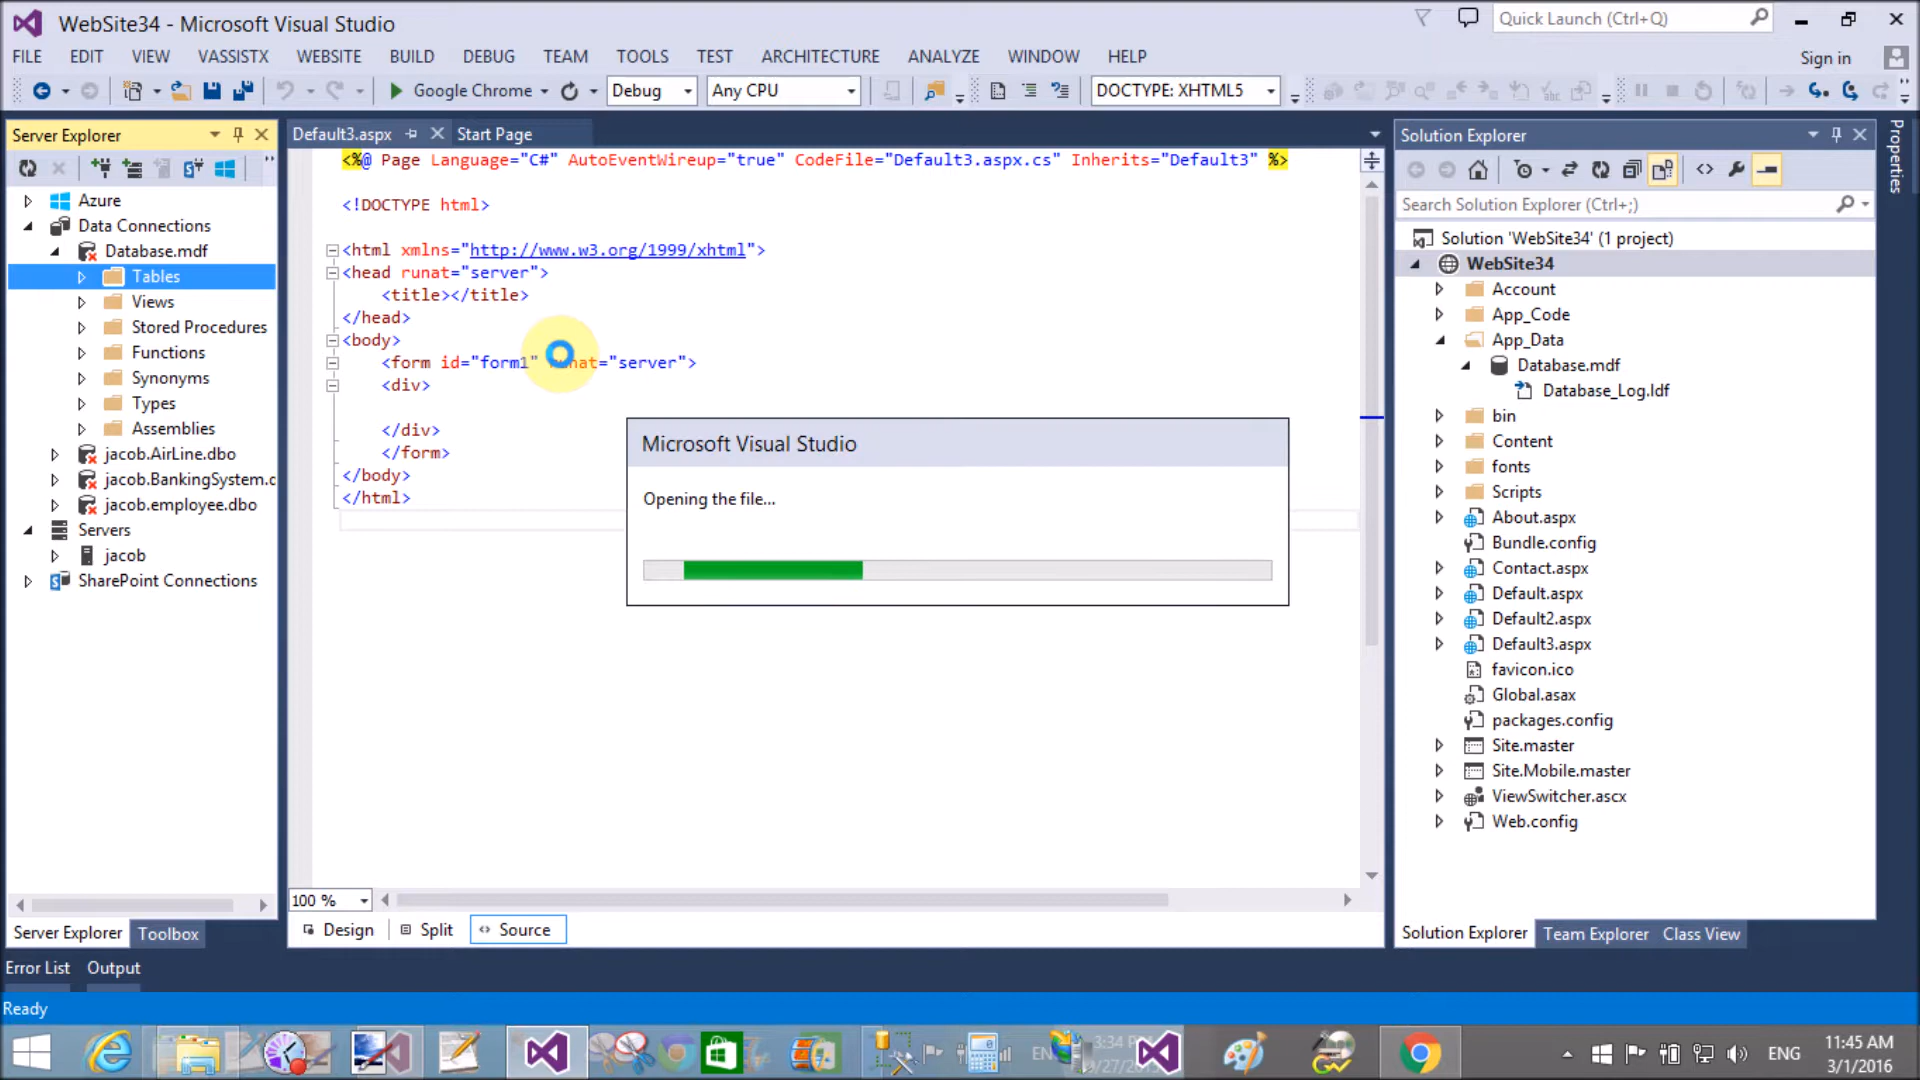 WebSite34 - Microsoft Visual Studio
Quick Launch (Ctrl+Q)
FILE EDIT VIEW VASSISTX WEBSITE BUILD DEBUG TEAM TOOLS TEST ARCHITECTURE ANALYZE WINDOW HELP
Sign in
Google Chrome Debug Any CPU DOCTYPE: XHTML5
Server Explorer
Azure
Data Connections
Database.mdf
Tables
Views
Stored Procedures
Functions
Synonyms
Types
Assemblies
jacob.AirLine.dbo
jacob.BankingSystem.c
jacob.employee.dbo
Servers
jacob
SharePoint Connections
Server Explorer Toolbox
Default3.aspx Start Page
<%@ Page Language="C#" AutoEventWireup="true" CodeFile="Default3.aspx.cs" Inherits="Default3" %>
<!DOCTYPE html>
<html xmlns="http://www.w3.org/1999/xhtml">
<head runat="server">
<title></title>
</head>
<body>
<form id="form1" runat="server">
<div>
</div>
</form>
</body>
</html>
Microsoft Visual Studio
Opening the file...
100 %
Design Split Source
Solution Explorer
Search Solution Explorer (Ctrl+;)
Solution 'WebSite34' (1 project)
WebSite34
Account
App_Code
App_Data
Database.mdf
Database_Log.ldf
bin
Content
fonts
Scripts
About.aspx
Bundle.config
Contact.aspx
Default.aspx
Default2.aspx
Default3.aspx
favicon.ico
Global.asax
packages.config
Site.master
Site.Mobile.master
ViewSwitcher.ascx
Web.config
Solution Explorer Team Explorer Class View
Properties
Error List Output
Ready
EN 3:34 PM
ENG 11:45 AM
3/1/2016